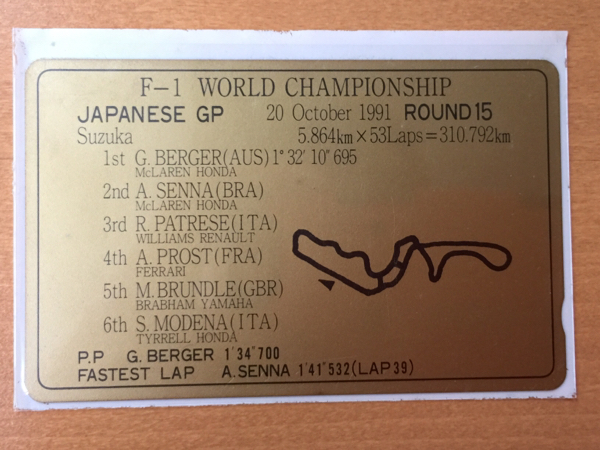 F-1 WORLD CHAMPIONSHIP
JAPANESE GP 20 October 1991 ROUND 15
Suzuka 5.864km×53Laps=310.792km
1st G. BERGER(AUS) 1°32′10″695
McLAREN HONDA
2nd A. SENNA(BRA)
McLAREN HONDA
3rd R. PATRESE(ITA)
WILLIAMS RENAULT
4th A. PROST(FRA)
FERRARI
5th M. BRUNDLE(GBR)
BRABHAM YAMAHA
6th S. MODENA(ITA)
TYRRELL HONDA
P.P G. BERGER 1′34″700
FASTEST LAP A.SENNA 1′41″532(LAP39)